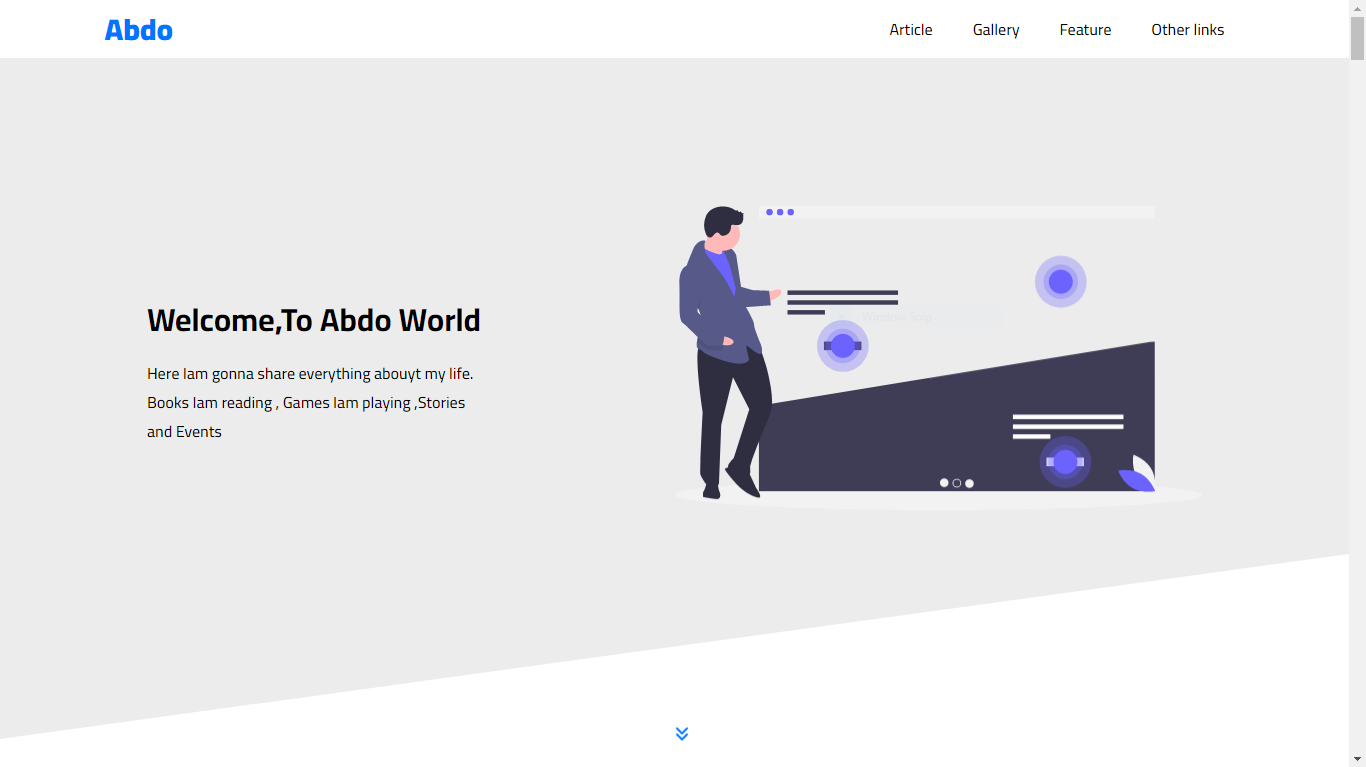 Abdo
Article
Gallery
Feature
Other links
Welcome,To Abdo World
Here Iam gonna share everything abouyt my life.
Books Iam reading , Games Iam playing ,Stories
and Events